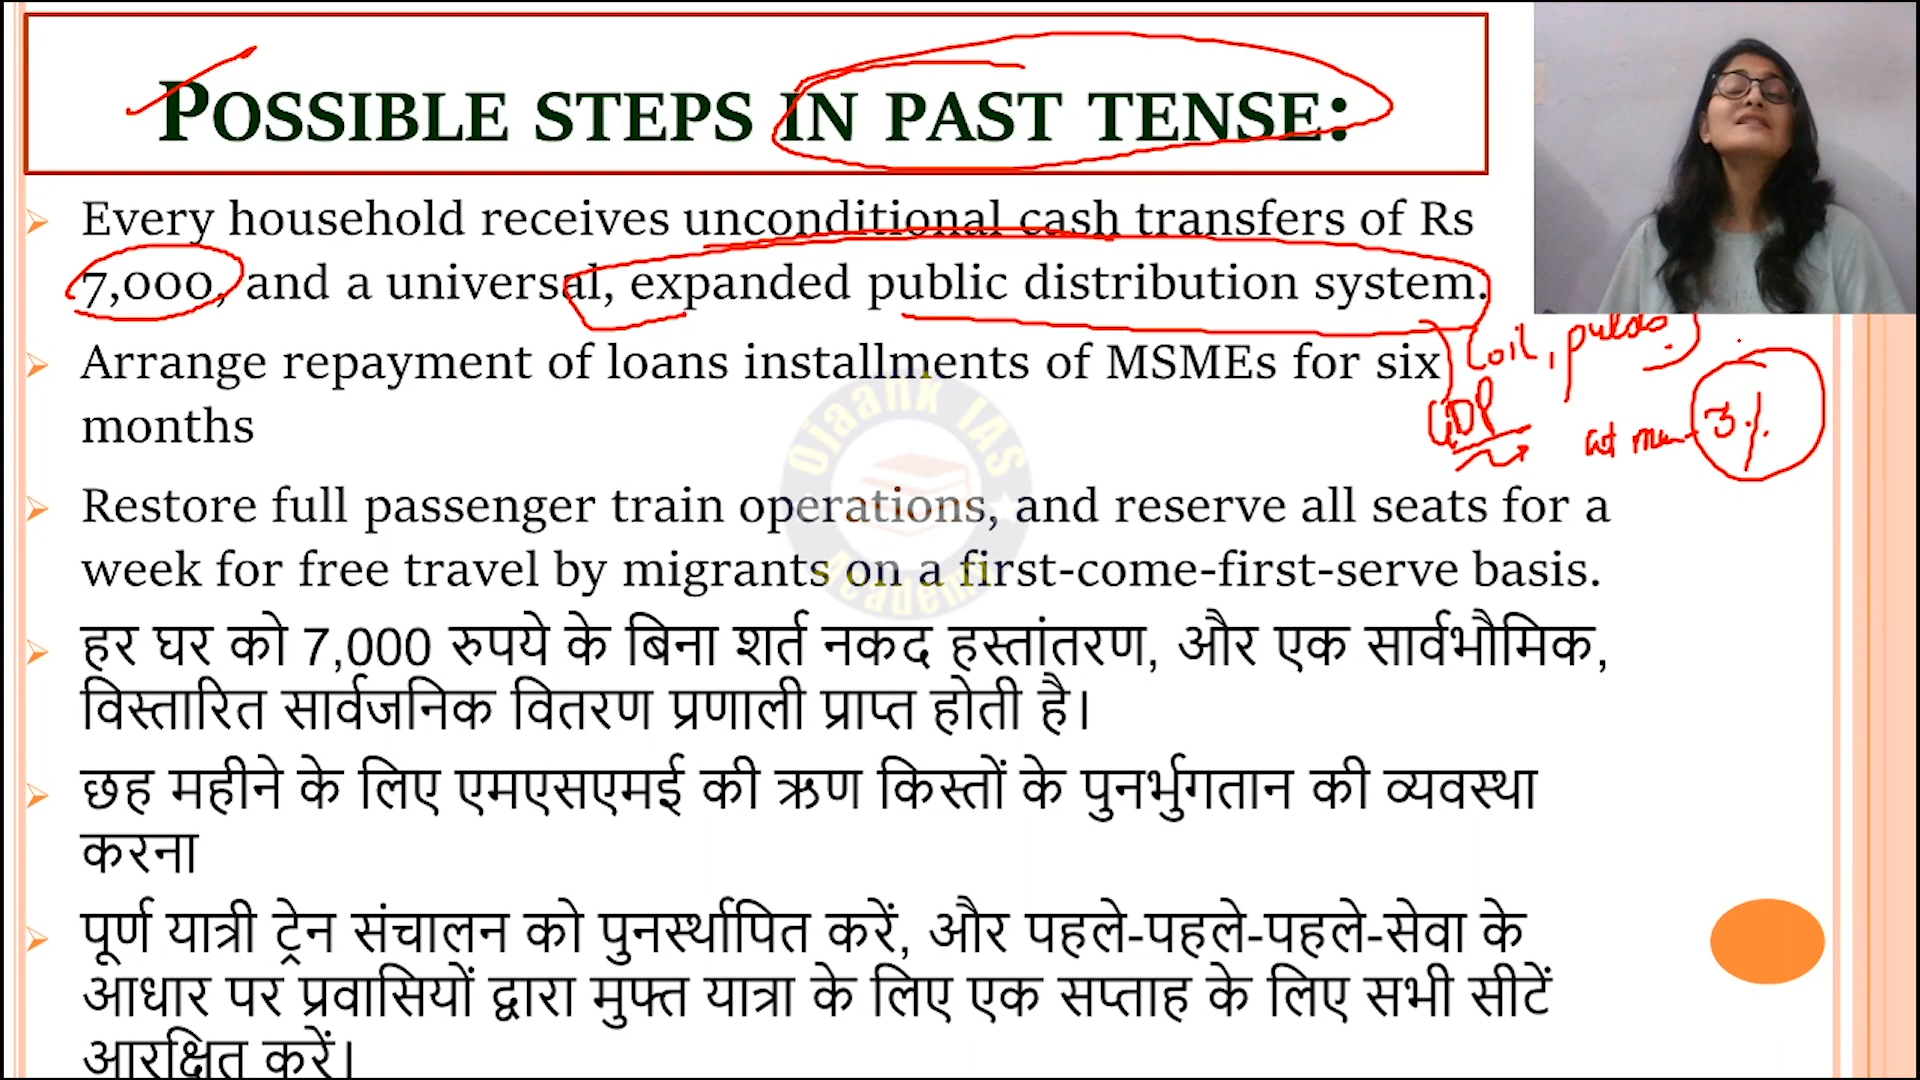 POSSIBLE STEPS IN PAST TENSE:
Every household receives unconditional cash transfers of Rs
7,000, and a universal, expanded public distribution system.
(oil, pulses)
Arrange repayment of loans installments of MSMEs for six
months
GDP
3%
Restore full passenger train operations, and reserve all seats for a
week for free travel by migrants on a first-come-first-serve basis.
Ojaank IAS
Academy
हर घर को 7,000 रुपये के बिना शर्त नकद हस्तांतरण, और एक सार्वभौमिक,
विस्तारित सार्वजनिक वितरण प्रणाली प्राप्त होती है।
छह महीने के लिए एमएसएमई की ऋण किस्तों के पुनर्भुगतान की व्यवस्था
करना
पूर्ण यात्री ट्रेन संचालन को पुनर्स्थापित करें, और पहले-पहले-पहले-सेवा के
आधार पर प्रवासियों द्वारा मुफ्त यात्रा के लिए एक सप्ताह के लिए सभी सीटें
आरक्षित करें।